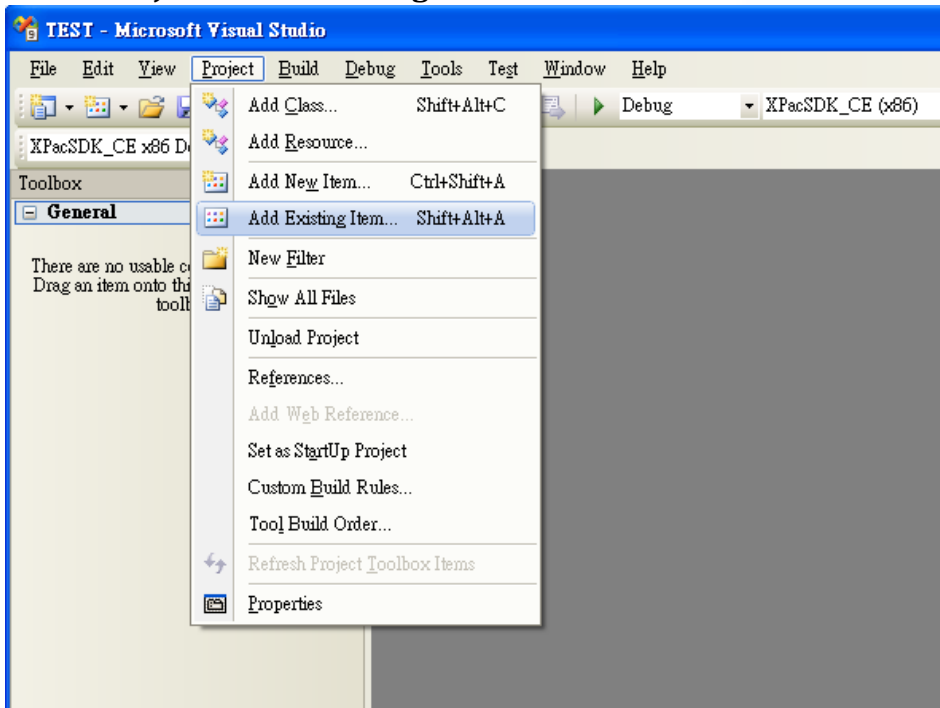 TEST - Microsoft Visual Studio
File Edit View Project Build Debug Tools Test Window Help
Debug XPacSDK_CE (x86)
XPacSDK_CE x86 D
Toolbox
General
There are no usable
Drag an item onto
Add Class... Shift+Alt+C
Add Resource...
Add New Item... Ctrl+Shift+A
Add Existing Item... Shift+Alt+A
New Filter
Show All Files
Unload Project
References...
Add Web Reference...
Set as StartUp Project
Custom Build Rules...
Tool Build Order...
Refresh Project Toolbox Items
Properties